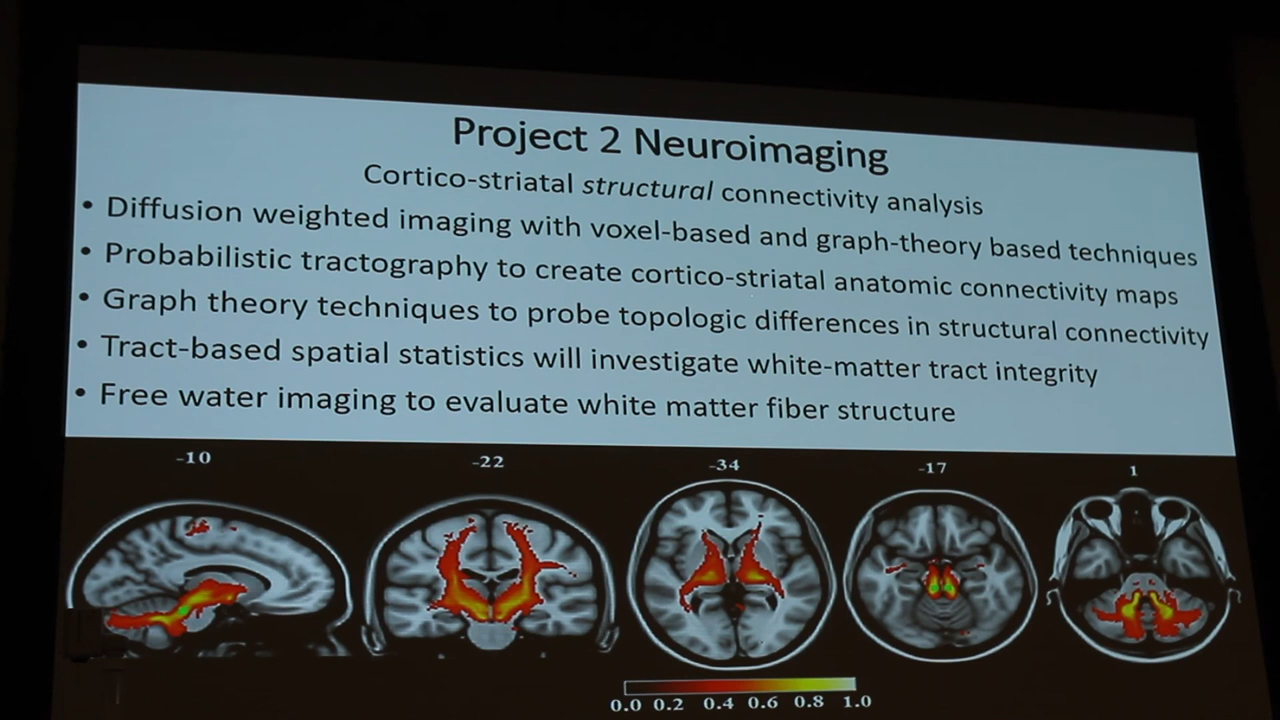 Project 2 Neuroimaging
Cortico-striatal structural connectivity analysis
• Diffusion weighted imaging with voxel-based and graph-theory based techniques
• Probabilistic tractography to create cortico-striatal anatomic connectivity maps
• Graph theory techniques to probe topologic differences in structural connectivity
• Tract-based spatial statistics will investigate white-matter tract integrity
• Free water imaging to evaluate white matter fiber structure
-10 -22 -34 -17 1
0.0 0.2 0.4 0.6 0.8 1.0